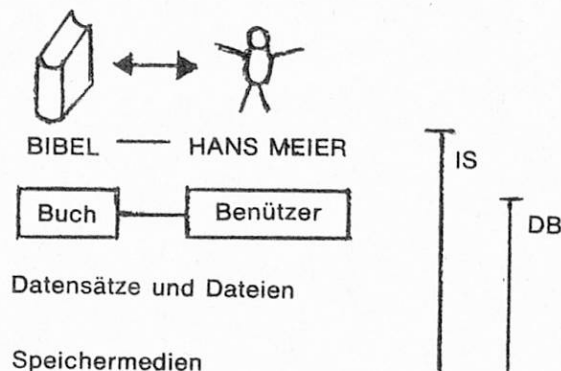 BIBEL — HANS MEIER
IS
Buch Benützer
DB
Datensätze und Dateien
Speichermedien